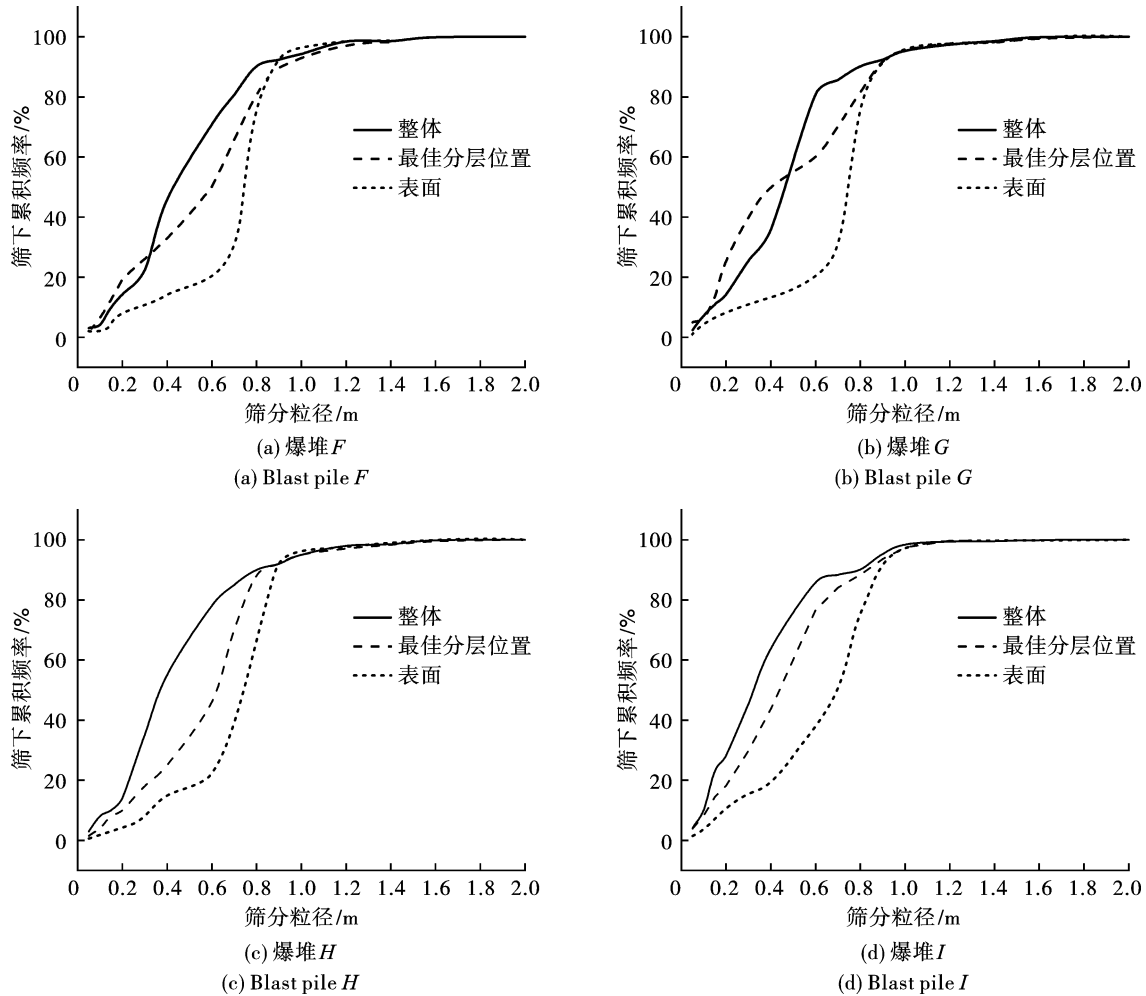 100
80
60
40
20
0
筛下累积频率/%
整体
最佳分层位置
表面
0 0.2 0.4 0.6 0.8 1.0 1.2 1.4 1.6 1.8 2.0
筛分粒径/m
(a) 爆堆F
(a) Blast pile F
100
80
60
40
20
0
筛下累积频率/%
整体
最佳分层位置
表面
0 0.2 0.4 0.6 0.8 1.0 1.2 1.4 1.6 1.8 2.0
筛分粒径/m
(b) 爆堆G
(b) Blast pile G
100
80
60
40
20
0
筛下累积频率/%
整体
最佳分层位置
表面
0 0.2 0.4 0.6 0.8 1.0 1.2 1.4 1.6 1.8 2.0
筛分粒径/m
(c) 爆堆H
(c) Blast pile H
100
80
60
40
20
0
筛下累积频率/%
整体
最佳分层位置
表面
0 0.2 0.4 0.6 0.8 1.0 1.2 1.4 1.6 1.8 2.0
筛分粒径/m
(d) 爆堆I
(d) Blast pile I